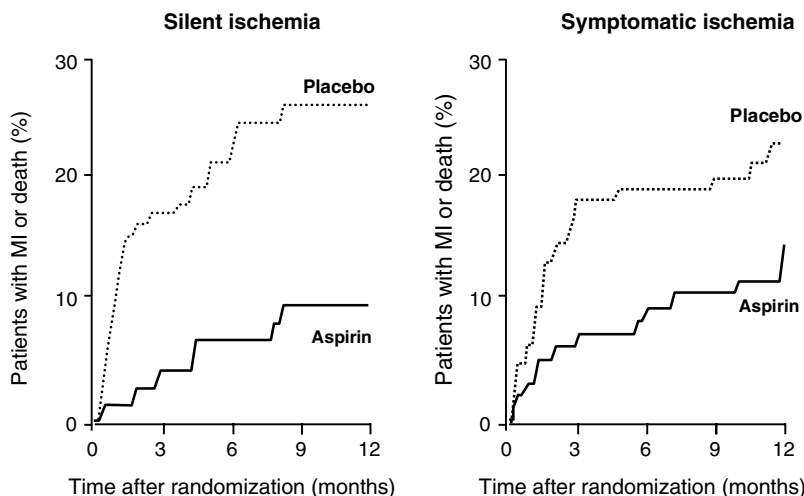 Silent ischemia
Patients with MI or death (%)
30
20
10
0
Placebo
Aspirin
0 3 6 9 12
Time after randomization (months)
Symptomatic ischemia
Patients with MI or death (%)
30
20
10
0
Placebo
Aspirin
0 3 6 9 12
Time after randomization (months)